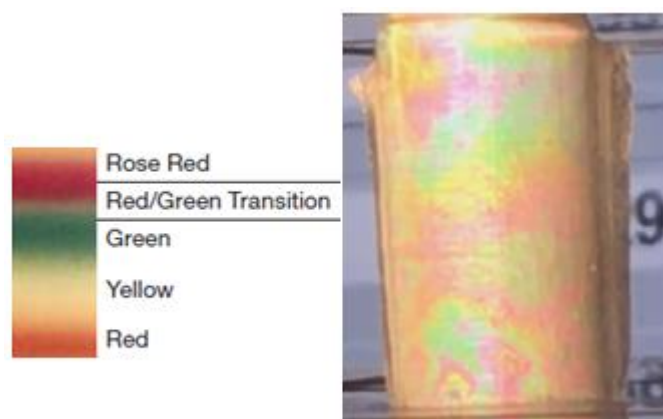 Rose Red
Red/Green Transition
Green
Yellow
Red
9